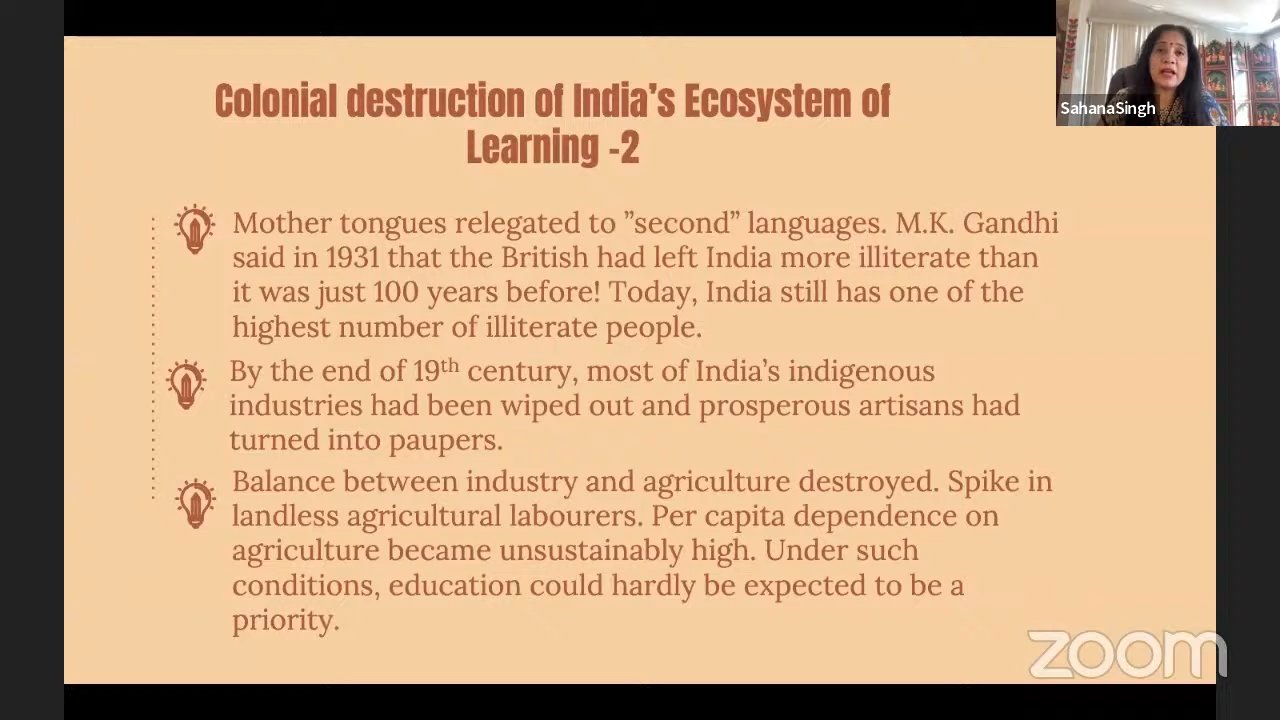 Colonial destruction of India's Ecosystem of
Learning -2
SahanaSingh
Mother tongues relegated to ”second” languages. M.K. Gandhi
said in 1931 that the British had left India more illiterate than
it was just 100 years before! Today, India still has one of the
highest number of illiterate people.
By the end of 19th century, most of India’s indigenous
industries had been wiped out and prosperous artisans had
turned into paupers.
Balance between industry and agriculture destroyed. Spike in
landless agricultural labourers. Per capita dependence on
agriculture became unsustainably high. Under such
conditions, education could hardly be expected to be a
priority.
zoom